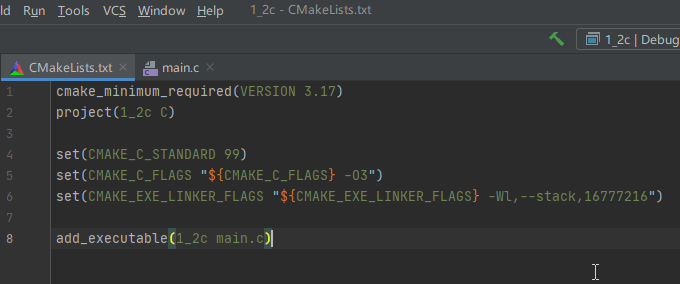 ld Run Tools VCS Window Help 1_2c - CMakeLists.txt
1_2c | Debug
CMakeLists.txt main.c
1 cmake_minimum_required(VERSION 3.17)
2 project(1_2c C)
3
4 set(CMAKE_C_STANDARD 99)
5 set(CMAKE_C_FLAGS "${CMAKE_C_FLAGS} -O3")
6 set(CMAKE_EXE_LINKER_FLAGS "${CMAKE_EXE_LINKER_FLAGS} -Wl,--stack,16777216")
7
8 add_executable(1_2c main.c)